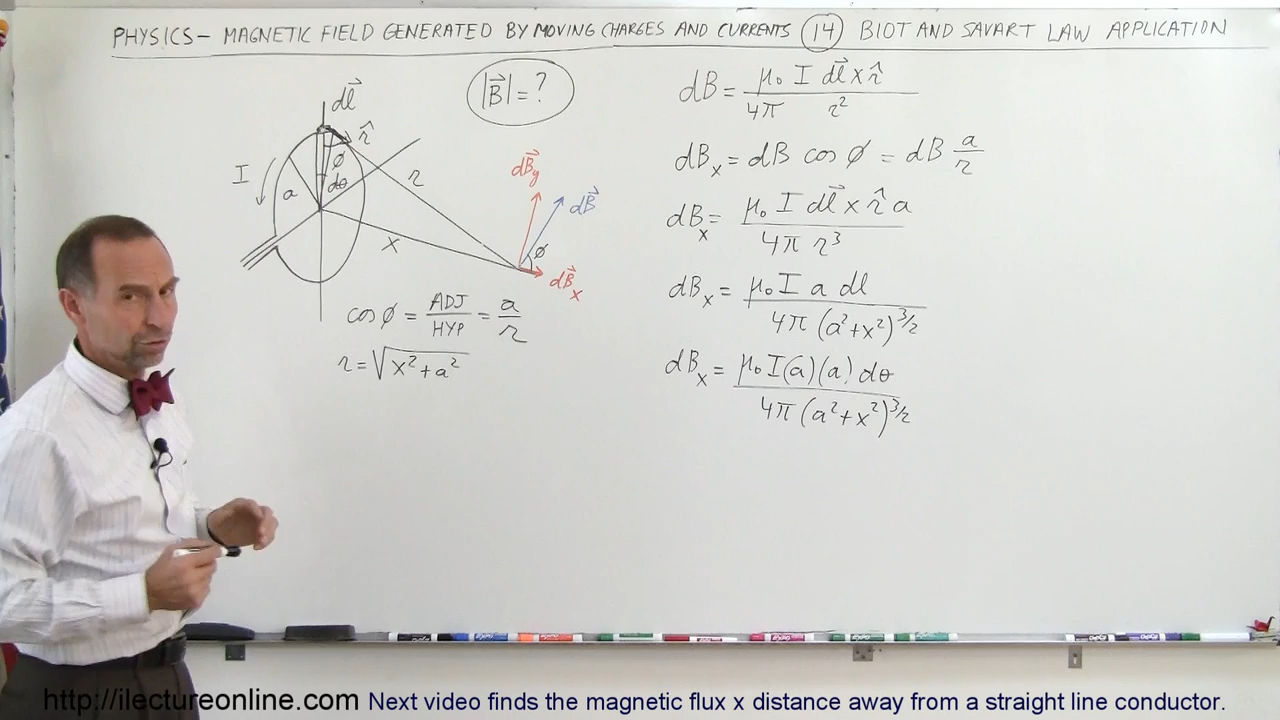 PHYSICS- MAGNETIC FIELD GENERATED BY MOVING CHARGES AND CURRENTS (14) BIOT AND SAVART LAW APPLICATION
|B⃗| = ?
dl⃗
r̂
ϕ
dθ
I
a
r
x
dB⃗y
dB⃗
ϕ
dB⃗x
cos ϕ = ADJ/HYP = a/r
r = √(x² + a²)
dB = μ₀ I dl⃗ x r̂ / 4π r²
dBx = dB cos ϕ = dB a/r
dBx = μ₀ I dl⃗ x r̂ a / 4π r³
dBx = μ₀ I a dl / 4π (a²+x²)^3/2
dBx = μ₀ I(a)(a) dθ / 4π (a²+x²)^3/2
http://ilectureonline.com Next video finds the magnetic flux x distance away from a straight line conductor.